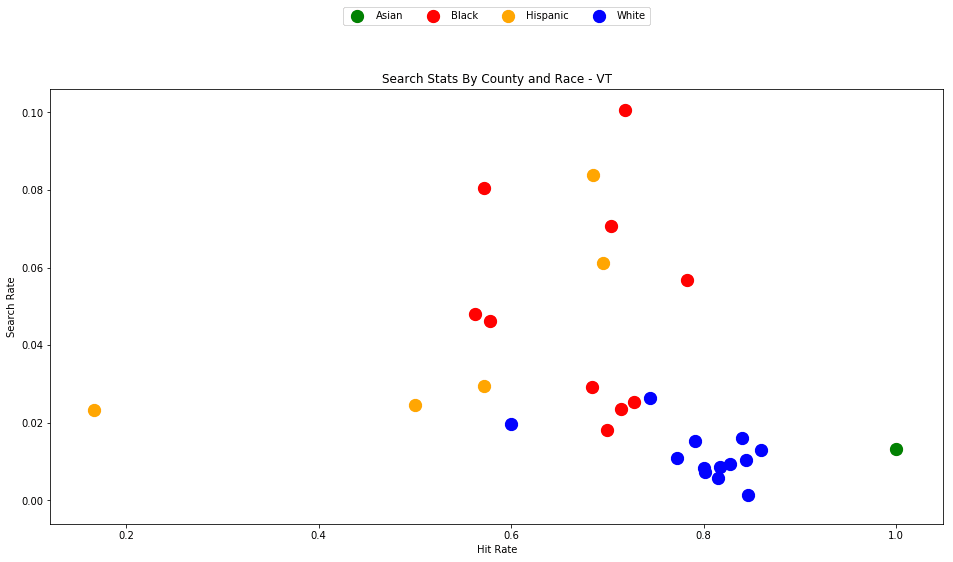 Asian Black Hispanic White
Search Stats By County and Race - VT
0.10
0.08
0.06
0.04
0.02
0.00
Search Rate
0.2 0.4 0.6 0.8 1.0
Hit Rate